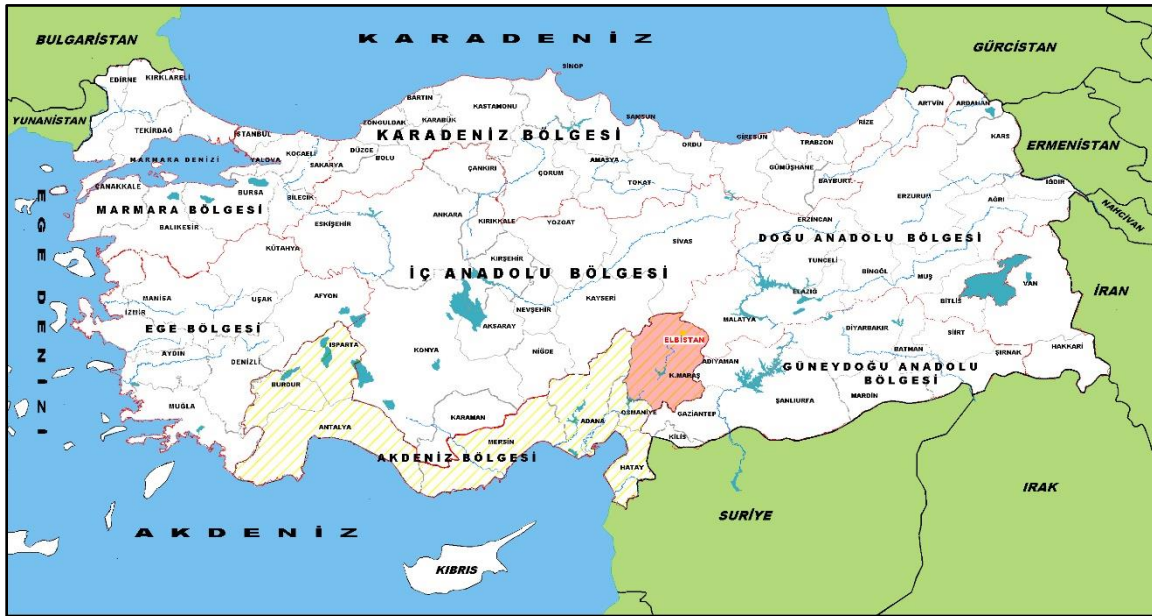 BULGARİSTAN
KARADENİZ
GÜRCİSTAN
YUNANİSTAN
ERMENİSTAN
NAHCİVAN
İRAN
IRAK
SURİYE
KIBRIS
AKDENİZ
EGE DENİZİ
MARMARA DENİZİ
KARADENİZ BÖLGESİ
MARMARA BÖLGESİ
DOĞU ANADOLU BÖLGESİ
İÇ ANADOLU BÖLGESİ
EGE BÖLGESİ
GÜNEYDOĞU ANADOLU
BÖLGESİ
AKDENİZ BÖLGESİ
EDİRNE
KIRKLARELİ
TEKİRDAĞ
İSTANBUL
YALOVA
KOCAELİ
SAKARYA
DÜZCE
BOLU
ZONGULDAK
BARTIN
KARABÜK
KASTAMONU
SİNOP
SAMSUN
ORDU
GİRESUN
TRABZON
RİZE
ARTVİN
ARDAHAN
KARS
IĞDIR
AĞRI
ERZURUM
BAYBURT
GÜMÜŞHANE
ERZİNCAN
TUNCELİ
BİNGÖL
MUŞ
BİTLİS
VAN
HAKKARİ
ŞIRNAK
SİİRT
BATMAN
DİYARBAKIR
MARDİN
ŞANLIURFA
ELAZIĞ
MALATYA
ADIYAMAN
ELBİSTAN
K.MARAŞ
GAZİANTEP
KİLİS
OSMANİYE
HATAY
ADANA
MERSİN
KARAMAN
KONYA
NİĞDE
AKSARAY
NEVŞEHİR
KAYSERİ
KIRŞEHİR
SİVAS
YOZGAT
KIRIKKALE
ANKARA
ÇANKIRI
ÇORUM
AMASYA
TOKAT
ESKİŞEHİR
BİLECİK
BURSA
ÇANAKKALE
BALIKESİR
KÜTAHYA
AFYON
UŞAK
MANİSA
İZMİR
AYDIN
DENİZLİ
MUĞLA
ISPARTA
BURDUR
ANTALYA